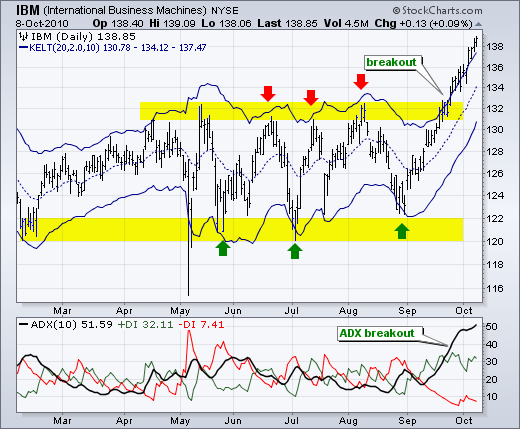 IBM (International Business Machines) NYSE © StockCharts.com
8-Oct-2010 Op 138.40 Hi 139.09 Lo 138.06 Last 138.85 Vol 4.5M Chg +0.13 (+0.09%)
IBM (Daily) 138.85
KELT(20,2.0,10) 130.78 - 134.12 - 137.47
breakout
138
136
134
132
130
128
126
124
122
120
118
116
Mar Apr May Jun Jul Aug Sep Oct
ADX(10) 51.59 +DI 32.11 -DI 7.41
ADX breakout
50
40
30
20
10
Mar Apr May Jun Jul Aug Sep Oct